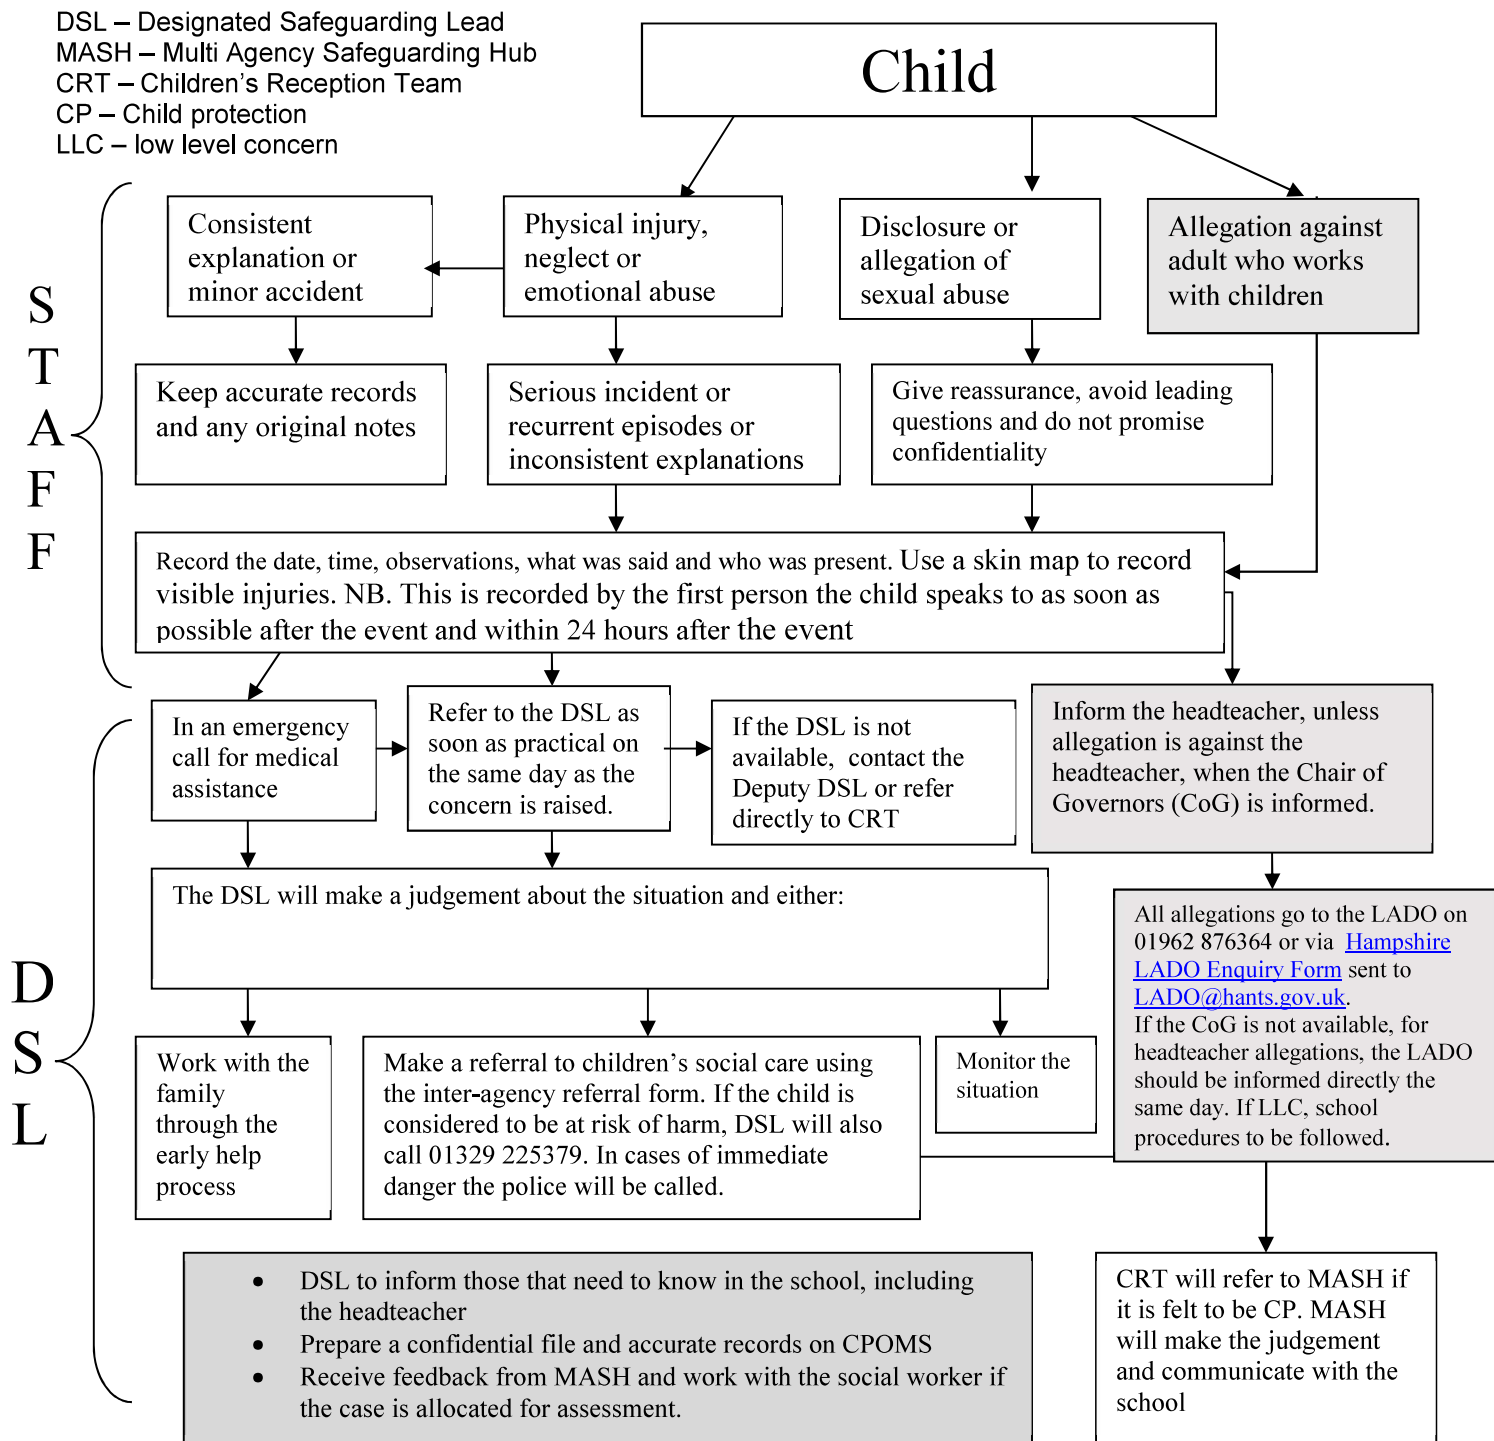 DSL – Designated Safeguarding Lead
MASH – Multi Agency Safeguarding Hub
CRT – Children's Reception Team
CP – Child protection
LLC – low level concern
Child
S
T
A
F
F
Consistent
explanation or
minor accident
Physical injury,
neglect or
emotional abuse
Disclosure or
allegation of
sexual abuse
Allegation against
adult who works
with children
Keep accurate records
and any original notes
Serious incident or
recurrent episodes or
inconsistent explanations
Give reassurance, avoid leading
questions and do not promise
confidentiality
Record the date, time, observations, what was said and who was present. Use a skin map to record
visible injuries. NB. This is recorded by the first person the child speaks to as soon as
possible after the event and within 24 hours after the event
D
S
L
In an emergency
call for medical
assistance
Refer to the DSL as
soon as practical on
the same day as the
concern is raised.
If the DSL is not
available,  contact the
Deputy DSL or refer
directly to CRT
Inform the headteacher, unless
allegation is against the
headteacher, when the Chair of
Governors (CoG) is informed.
The DSL will make a judgement about the situation and either:
All allegations go to the LADO on
01962 876364 or via  Hampshire
LADO Enquiry Form sent to
LADO@hants.gov.uk.
If the CoG is not available, for
headteacher allegations, the LADO
should be informed directly the
same day. If LLC, school
procedures to be followed.
Work with the
family
through the
early help
process
Make a referral to children's social care using
the inter-agency referral form. If the child is
considered to be at risk of harm, DSL will also
call 01329 225379. In cases of immediate
danger the police will be called.
Monitor the
situation
• DSL to inform those that need to know in the school, including
the headteacher
• Prepare a confidential file and accurate records on CPOMS
• Receive feedback from MASH and work with the social worker if
the case is allocated for assessment.
CRT will refer to MASH if
it is felt to be CP. MASH
will make the judgement
and communicate with the
school